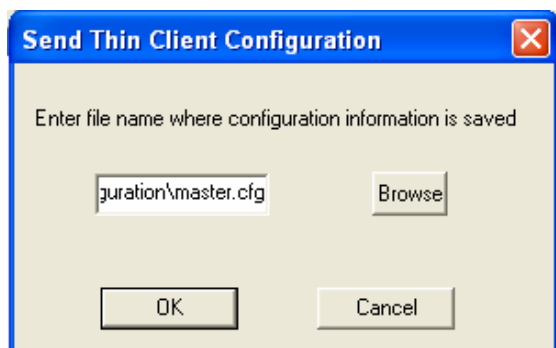 Send Thin Client Configuration
Enter file name where configuration information is saved
guration\master.cfg
Browse
OK
Cancel